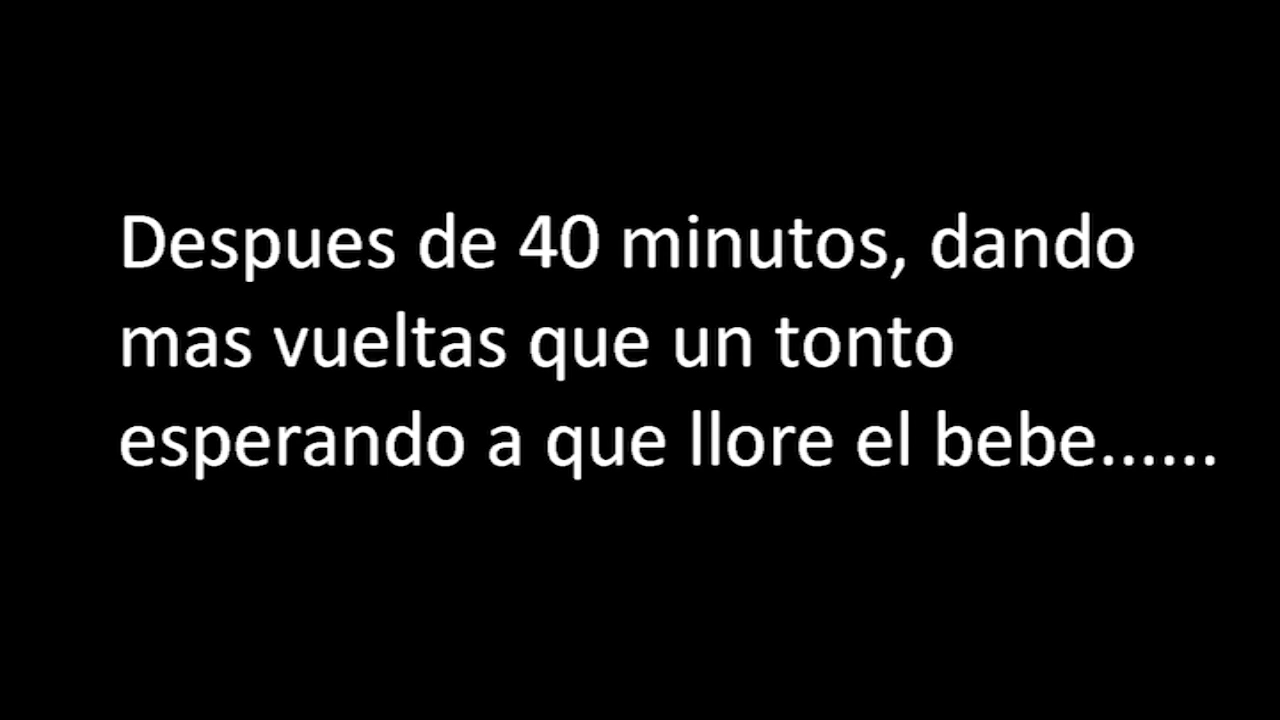 Despues de 40 minutos, dando
mas vueltas que un tonto
esperando a que llore el bebe......